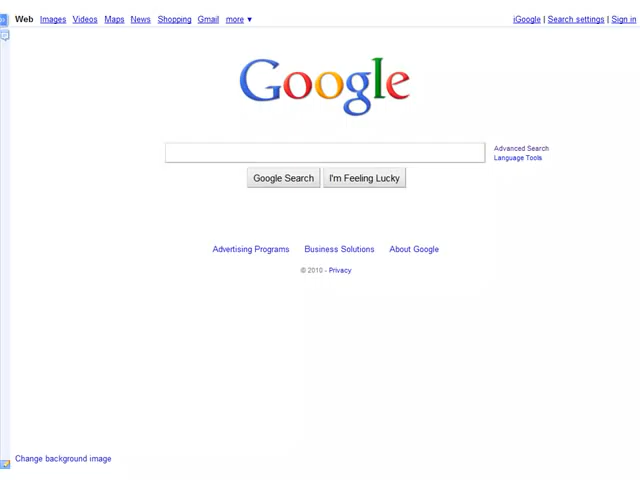 Web Images Videos Maps News Shopping Gmail more ▼
iGoogle | Search settings | Sign in
Google
Advanced Search
Language Tools
Google Search I'm Feeling Lucky
Advertising Programs Business Solutions About Google
© 2010 - Privacy
Change background image